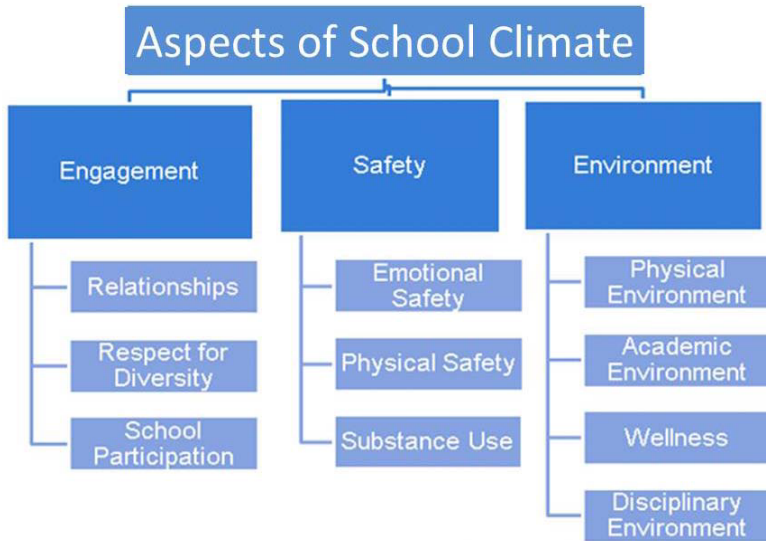 Aspects of School Climate
Engagement
Relationships
Respect for
Diversity
School
Participation
Safety
Emotional
Safety
Physical Safety
Substance Use
Environment
Physical
Environment
Academic
Environment
Wellness
Disciplinary
Environment